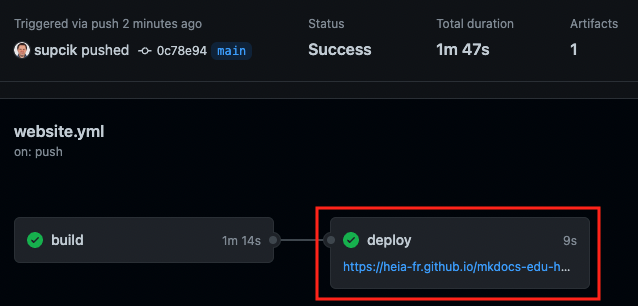 Triggered via push 2 minutes ago
Status
Total duration
Artifacts
supcik pushed 0c78e94 main
Success
1m 47s
1
website.yml
on: push
build
1m 14s
deploy
9s
https://heia-fr.github.io/mkdocs-edu-h...